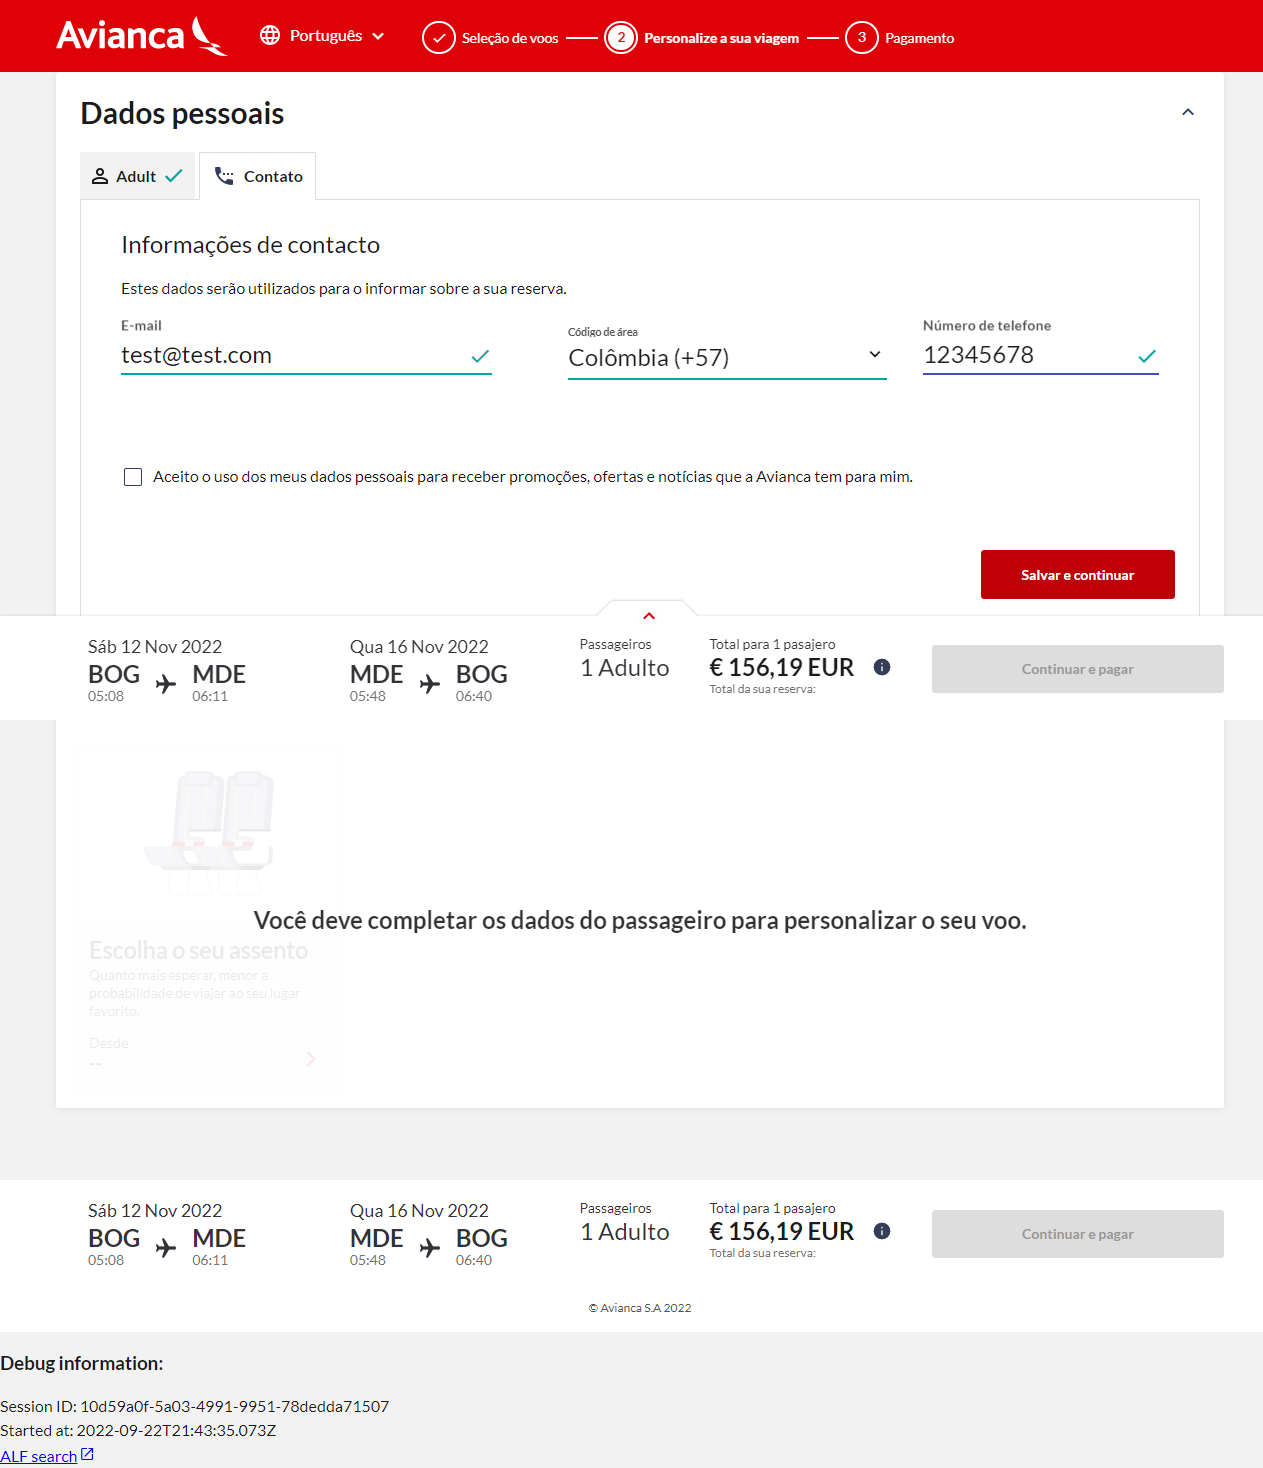 Avianca
Português
Seleção de voos
2
Personalize a sua viagem
3
Pagamento
Dados pessoais
Adult
Contato
Informações de contacto
Estes dados serão utilizados para o informar sobre a sua reserva.
E-mail
test@test.com
Código de área
Colômbia (+57)
Número de telefone
12345678
Aceito o uso dos meus dados pessoais para receber promoções, ofertas e notícias que a Avianca tem para mim.
Salvar e continuar
Sáb 12 Nov 2022
BOG MDE
05:08 06:11
Qua 16 Nov 2022
MDE BOG
05:48 06:40
Passageiros
1 Adulto
Total para 1 pasajero
€ 156,19 EUR
Total da sua reserva:
Continuar e pagar
Você deve completar os dados do passageiro para personalizar o seu voo.
Escolha o seu assento
Quanto mais esperar, menor a
probabilidade de viajar ao seu lugar
favorito.
Desde
--
Sáb 12 Nov 2022
BOG MDE
05:08 06:11
Qua 16 Nov 2022
MDE BOG
05:48 06:40
Passageiros
1 Adulto
Total para 1 pasajero
€ 156,19 EUR
Total da sua reserva:
Continuar e pagar
© Avianca S.A 2022
Debug information:
Session ID: 10d59a0f-5a03-4991-9951-78dedda71507
Started at: 2022-09-22T21:43:35.073Z
ALF search